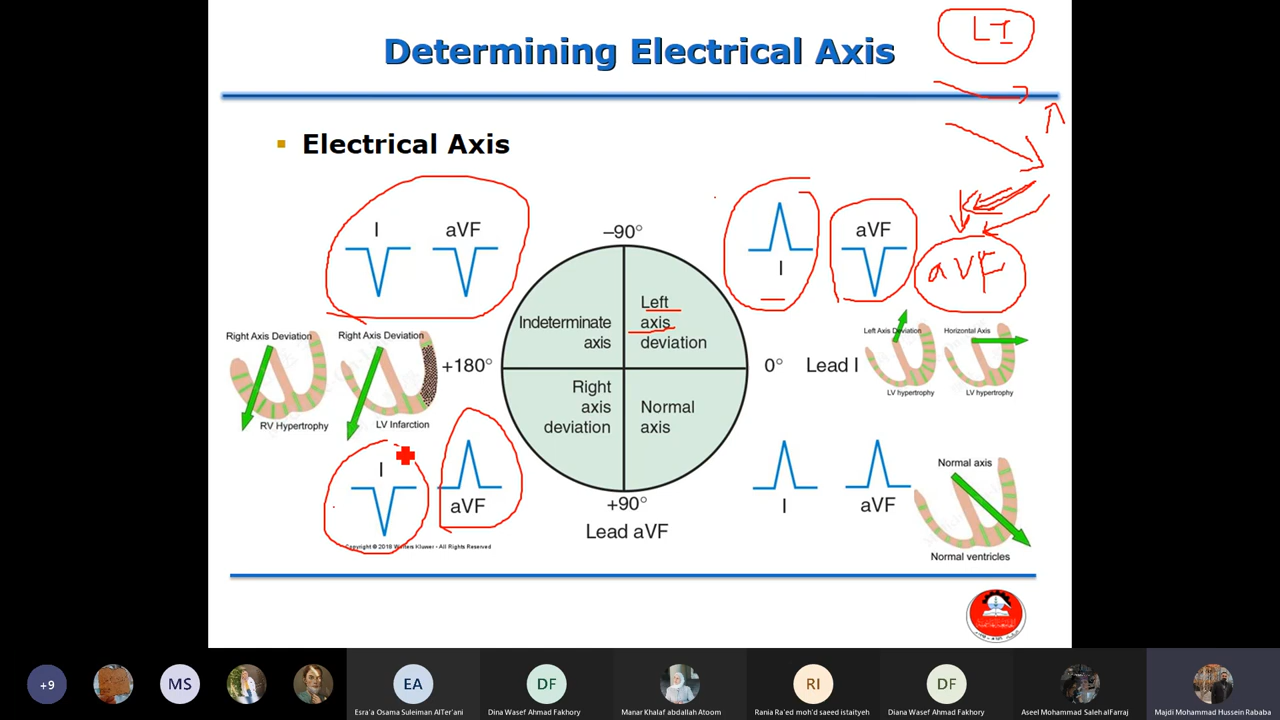 LI
Determining Electrical Axis
Electrical Axis
I
aVF
–90°
I
aVF
aVF
Left
axis
deviation
Indeterminate
axis
Right Axis Deviation
Right Axis Deviation
RV Hypertrophy
LV Infarction
+180°
0°
Lead I
Left Axis Deviation
Horizontal Axis
LV hypertrophy
LV hypertrophy
Right
axis
deviation
Normal
axis
I
aVF
+90°
Lead aVF
I
aVF
Normal axis
Normal ventricles
Copyright © 2018 Wolters Kluwer - All Rights Reserved
+9
MS
EA
DF
RI
DF
Esra'a Osama Suleiman AlTer'ani
Dina Wasef Ahmad Fakhory
Manar Khalaf abdallah Atoom
Rania Ra'ed moh'd saeed istaityeh
Diana Wasef Ahmad Fakhory
Aseel Mohammad Saleh alFarraj
Majdi Mohammad Hussein Rababa